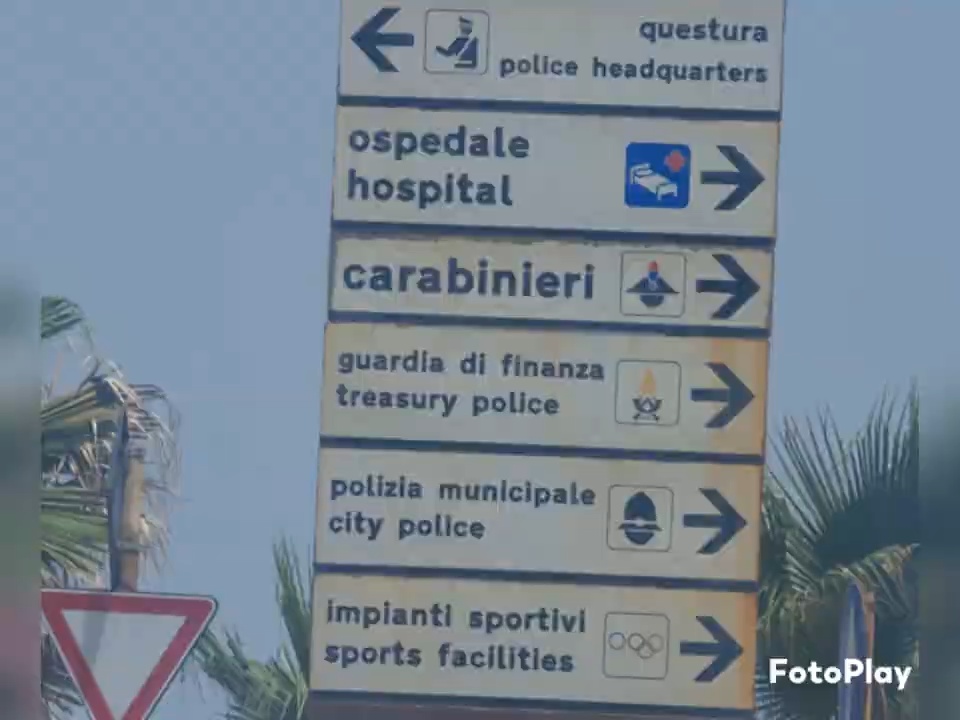 questura
police headquarters
ospedale
hospital
carabinieri
guardia di finanza
treasury police
polizia municipale
city police
impianti sportivi
sports facilities
FotoPlay